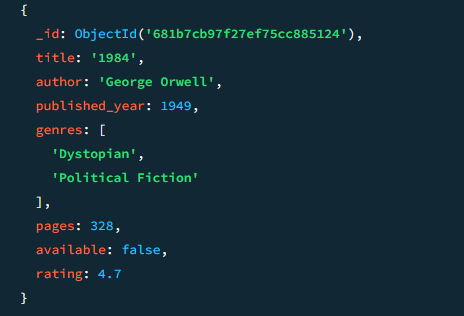 {
_id: ObjectId('681b7cb97f27ef75cc885124'),
title: '1984',
author: 'George Orwell',
published_year: 1949,
genres: [
'Dystopian',
'Political Fiction'
],
pages: 328,
available: false,
rating: 4.7
}